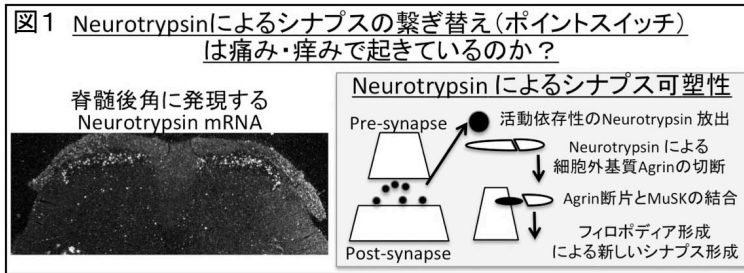 図１ Neurotrypsinによるシナプスの繋ぎ替え（ポイントスイッチ）
は痛み・痒みで起きているのか？
脊髄後角に発現する
Neurotrypsin mRNA
Neurotrypsin によるシナプス可塑性
Pre-synapse
Post-synapse
活動依存性のNeurotrypsin 放出
Neurotrypsin による
細胞外基質Agrinの切断
Agrin断片とMuSKの結合
フィロポディア形成
による新しいシナプス形成